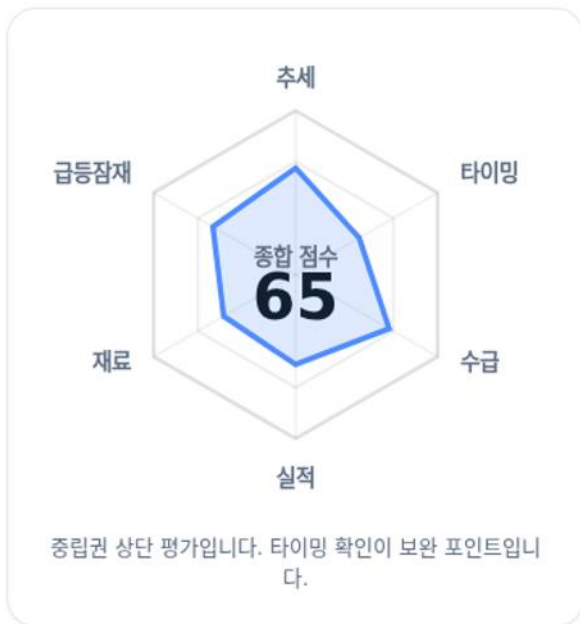 추세
급등잠재
타이밍
종합 점수
65
재료
수급
실적
중립권 상단 평가입니다. 타이밍 확인이 보완 포인트입니
다.